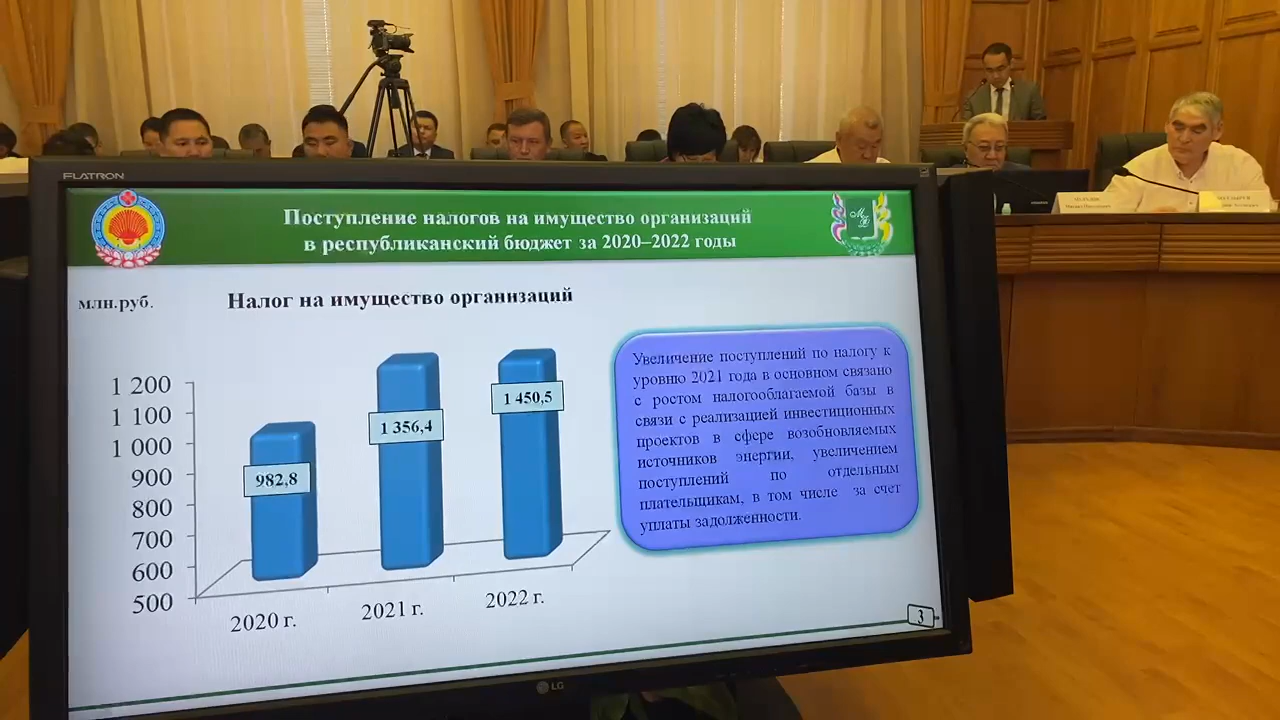 FLATRON
Поступление налогов на имущество организаций
в республиканский бюджет за 2020–2022 годы
млн.руб.
Налог на имущество организаций
1 200
1 100
1 000
900
800
700
600
500
982,8
1 356,4
1 450,5
2020 г.
2021 г.
2022 г.
Увеличение поступлений по налогу к
уровню 2021 года в основном связано
с ростом налогооблагаемой базы в
связи с реализацией инвестиционных
проектов в сфере возобновляемых
источников энергии, увеличением
поступлений по отдельным
плательщикам, в том числе за счет
уплаты задолженности.
3
LG